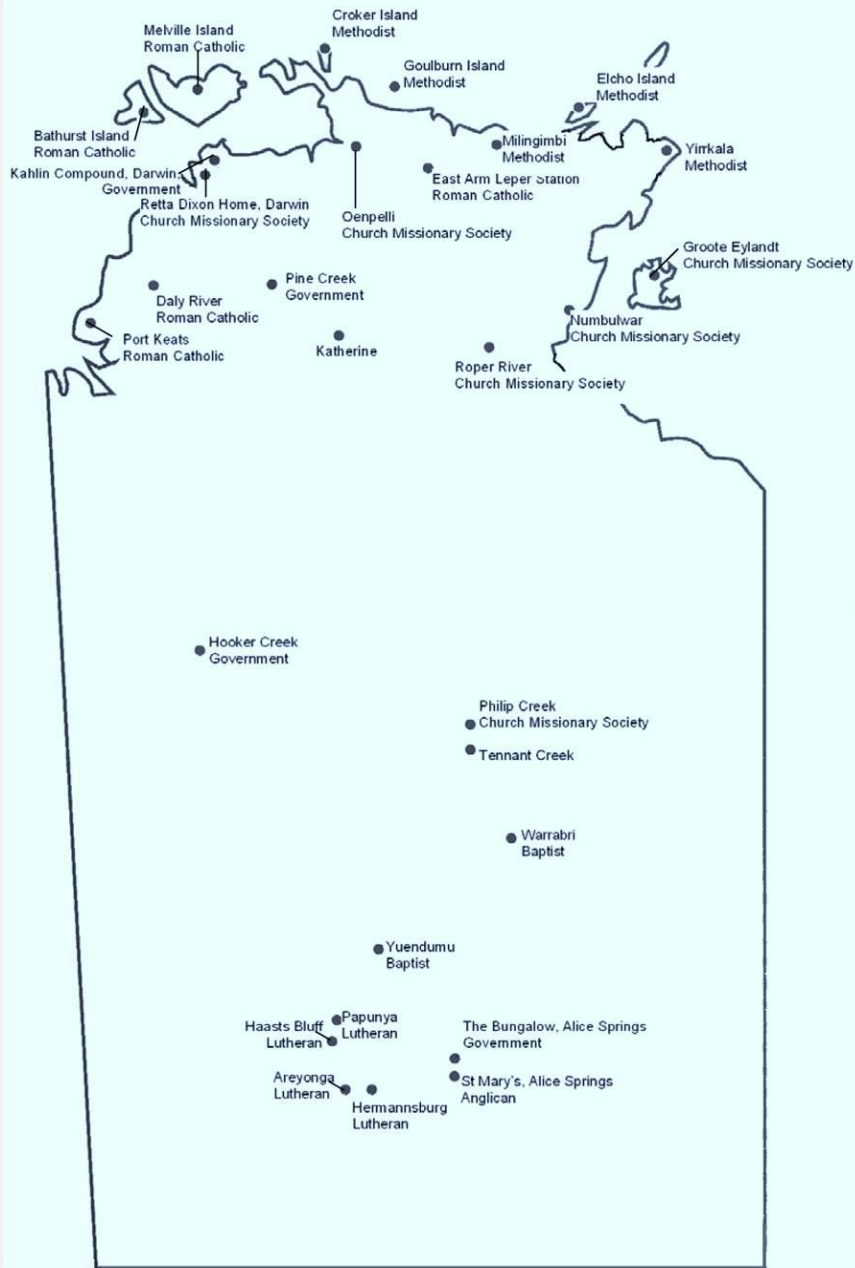 Croker Island
Methodist
Melville Island
Roman Catholic
Goulburn Island
Methodist
Elcho Island
Methodist
Bathurst Island
Roman Catholic
Milingimbi
Methodist
Yirrkala
Methodist
Kahlin Compound, Darwin,
Government
East Arm Leper Station
Roman Catholic
Retta Dixon Home, Darwin
Church Missionary Society
Oenpelli
Church Missionary Society
Groote Eylandt
Church Missionary Society
Pine Creek
Government
Daly River
Roman Catholic
Numbulwar
Church Missionary Society
Port Keats
Roman Catholic
Katherine
Roper River
Church Missionary Society
Hooker Creek
Government
Philip Creek
Church Missionary Society
Tennant Creek
Warrabri
Baptist
Yuendumu
Baptist
Papunya
Lutheran
Haasts Bluff
Lutheran
The Bungalow, Alice Springs
Government
Areyonga
Lutheran
St Mary's, Alice Springs
Anglican
Hermannsburg
Lutheran